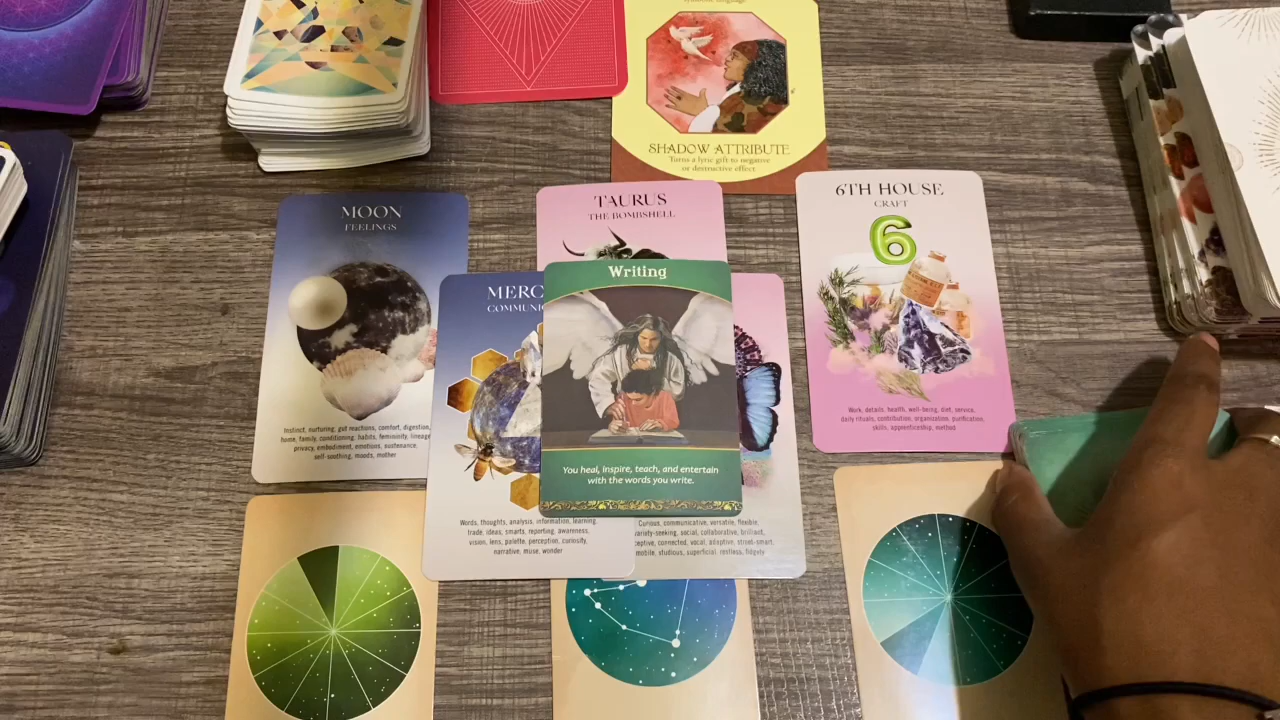 SHADOW ATTRIBUTE
Turns a lyric gift to negative
or destructive effect.
MOON
FEELINGS
Instinct, nurturing, gut reactions, comfort, digestion,
home, family, conditioning, habits, femininity, lineage
privacy, embodiment, emotions, sustenance,
self-soothing, moods, mother
TAURUS
THE BOMBSHELL
6TH HOUSE
CRAFT
6
Work, details, health, well-being, diet, service,
daily rituals, contribution, organization, purification,
skills, apprenticeship, method
MERC
COMMUNIC
Words, thoughts, analysis, information, learning,
trade, ideas, smarts, reporting, awareness,
vision, lens, palette, perception, curiosity,
narrative, muse, wonder
Writing
You heal, inspire, teach, and entertain
with the words you write.
Curious, communicative, versatile, flexible,
variety-seeking, social, collaborative, brilliant,
ceptive, connected, vocal, adaptive, street-smart,
mobile, studious, superficial, restless, fidgety